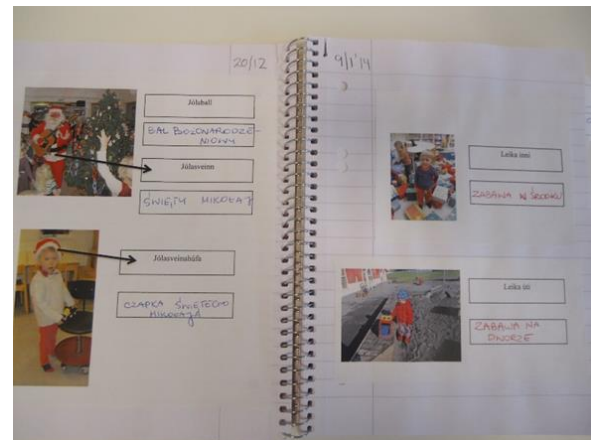 20/12
Jólaball
BAL BOŻONARODZE-
NIOWY
Jólasveinn
ŚWIĘTY MIKOŁAJ
Jólasveinahúfa
CZAPKA ŚWIĘTEGO
MIKOŁAJA
9/1'14
Leika inni
ZABAWA W ŚRODKU
Leika úti
ZABAWA NA
DWORZE